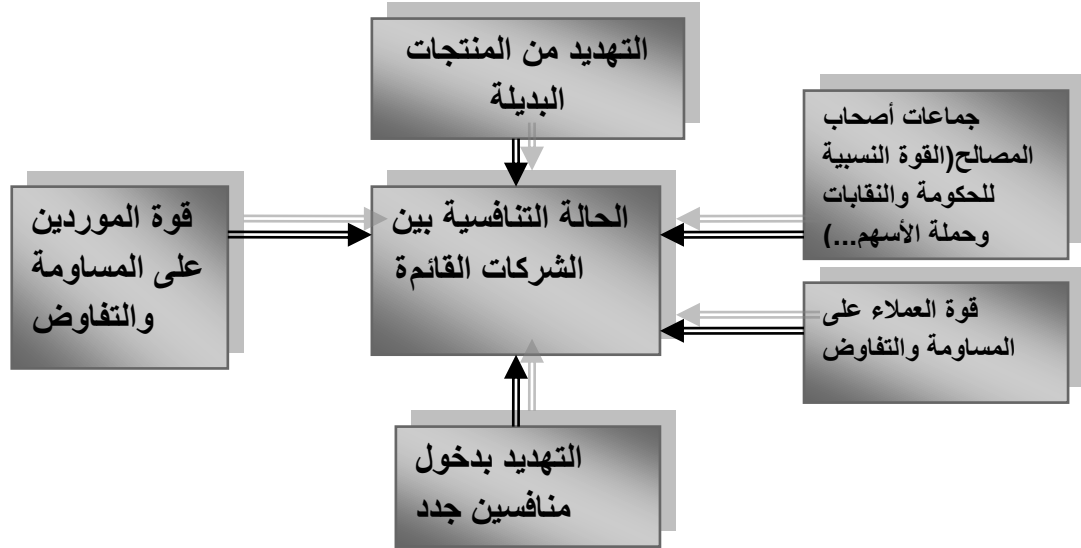 التهديد من المنتجات
البديلة
جماعات أصحاب
المصالح(القوة النسبية
للحكومة والنقابات
وحملة الأسهم...)
قوة الموردين
على المساومة
والتفاوض
الحالة التنافسية بين
الشركات القائمة
قوة العملاء على
المساومة والتفاوض
التهديد بدخول
منافسين جدد